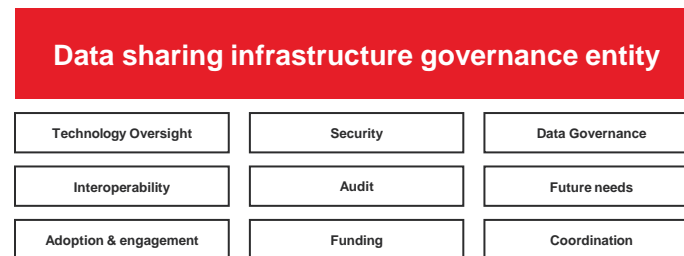 Data sharing infrastructure governance entity
Technology Oversight
Security
Data Governance
Interoperability
Audit
Future needs
Adoption & engagement
Funding
Coordination